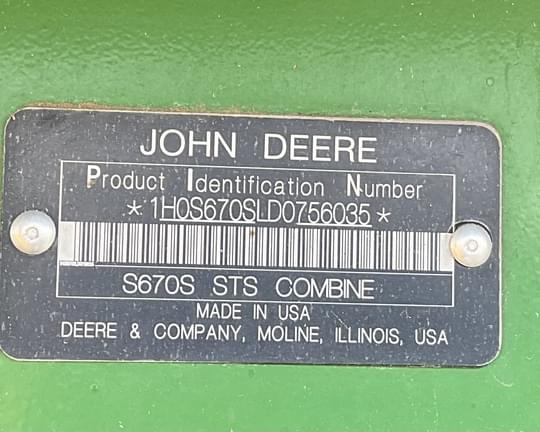 JOHN DEERE
Product Identification Number
*1H0S670SLD0756035*
S670S STS COMBINE
MADE IN USA
DEERE & COMPANY, MOLINE, ILLINOIS, USA